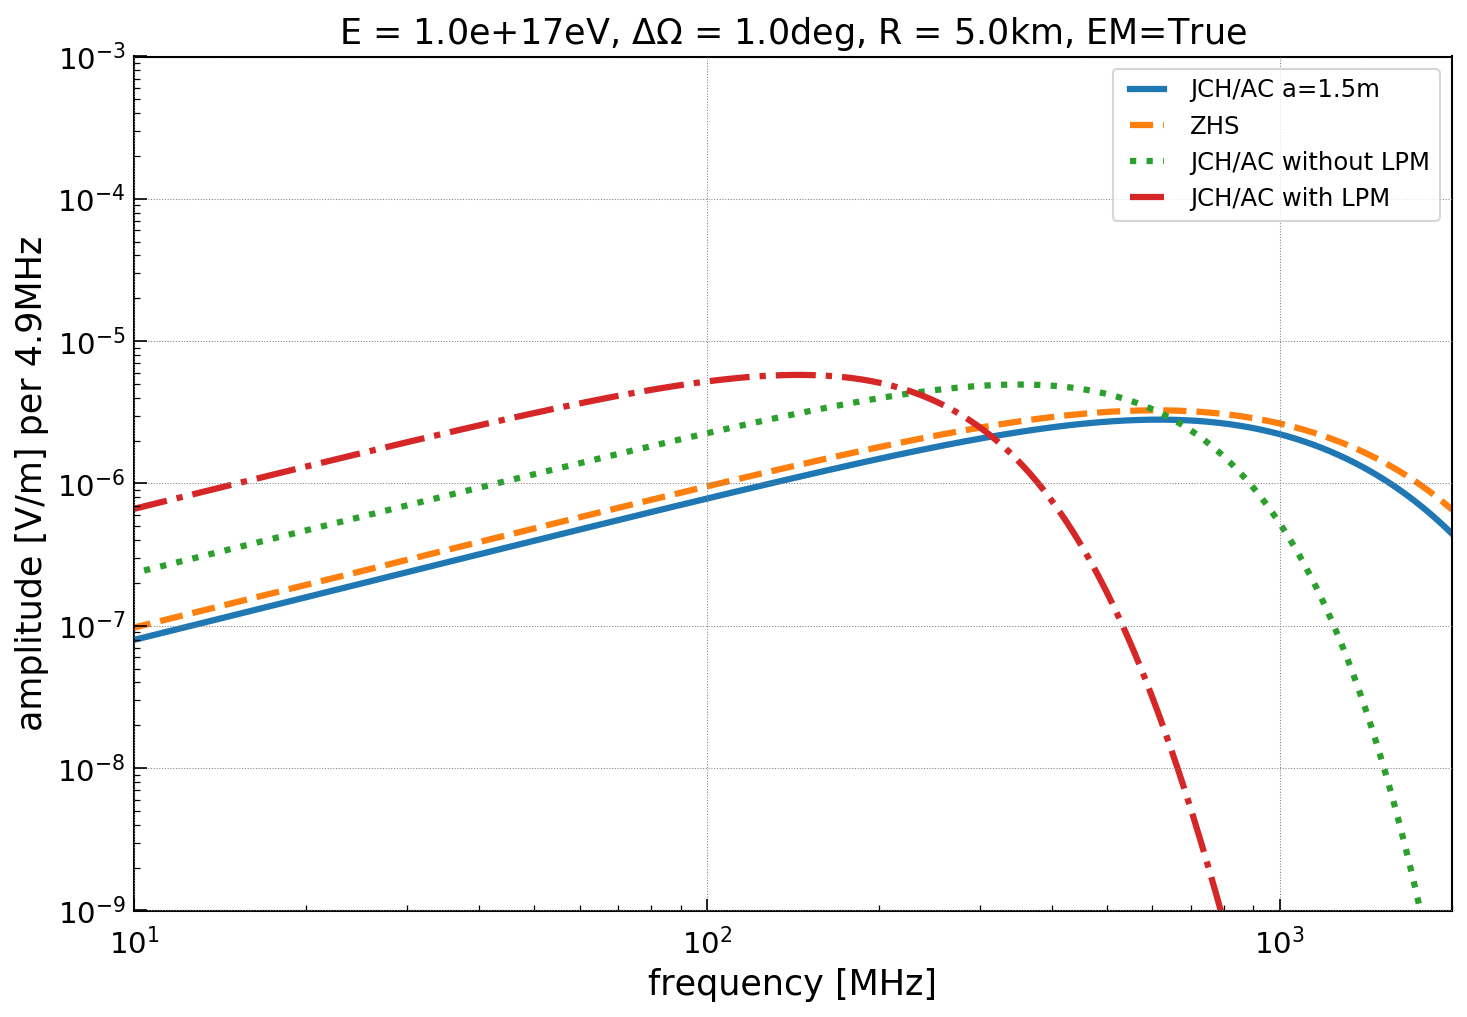 E = 1.0e+17eV, ΔΩ = 1.0deg, R = 5.0km, EM=True
JCH/AC a=1.5m
ZHS
JCH/AC without LPM
JCH/AC with LPM
amplitude [V/m] per 4.9MHz
10⁻³
10⁻⁴
10⁻⁵
10⁻⁶
10⁻⁷
10⁻⁸
10⁻⁹
10¹ 10² 10³
frequency [MHz]